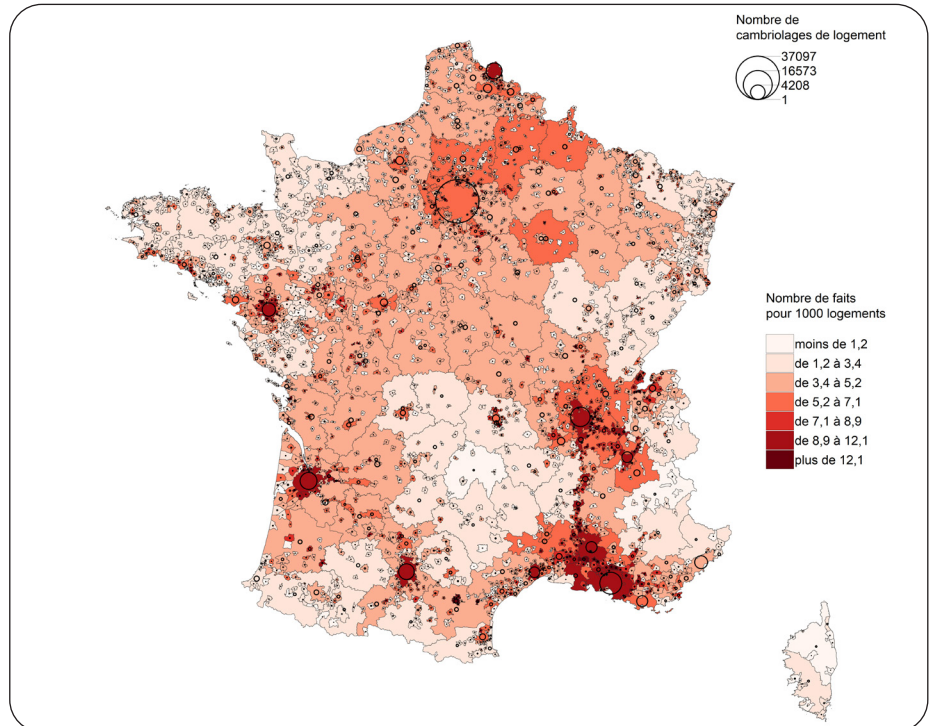 Nombre de
cambriolages de logement
37097
16573
4208
1
Nombre de faits
pour 1000 logements
moins de 1,2
de 1,2 à 3,4
de 3,4 à 5,2
de 5,2 à 7,1
de 7,1 à 8,9
de 8,9 à 12,1
plus de 12,1